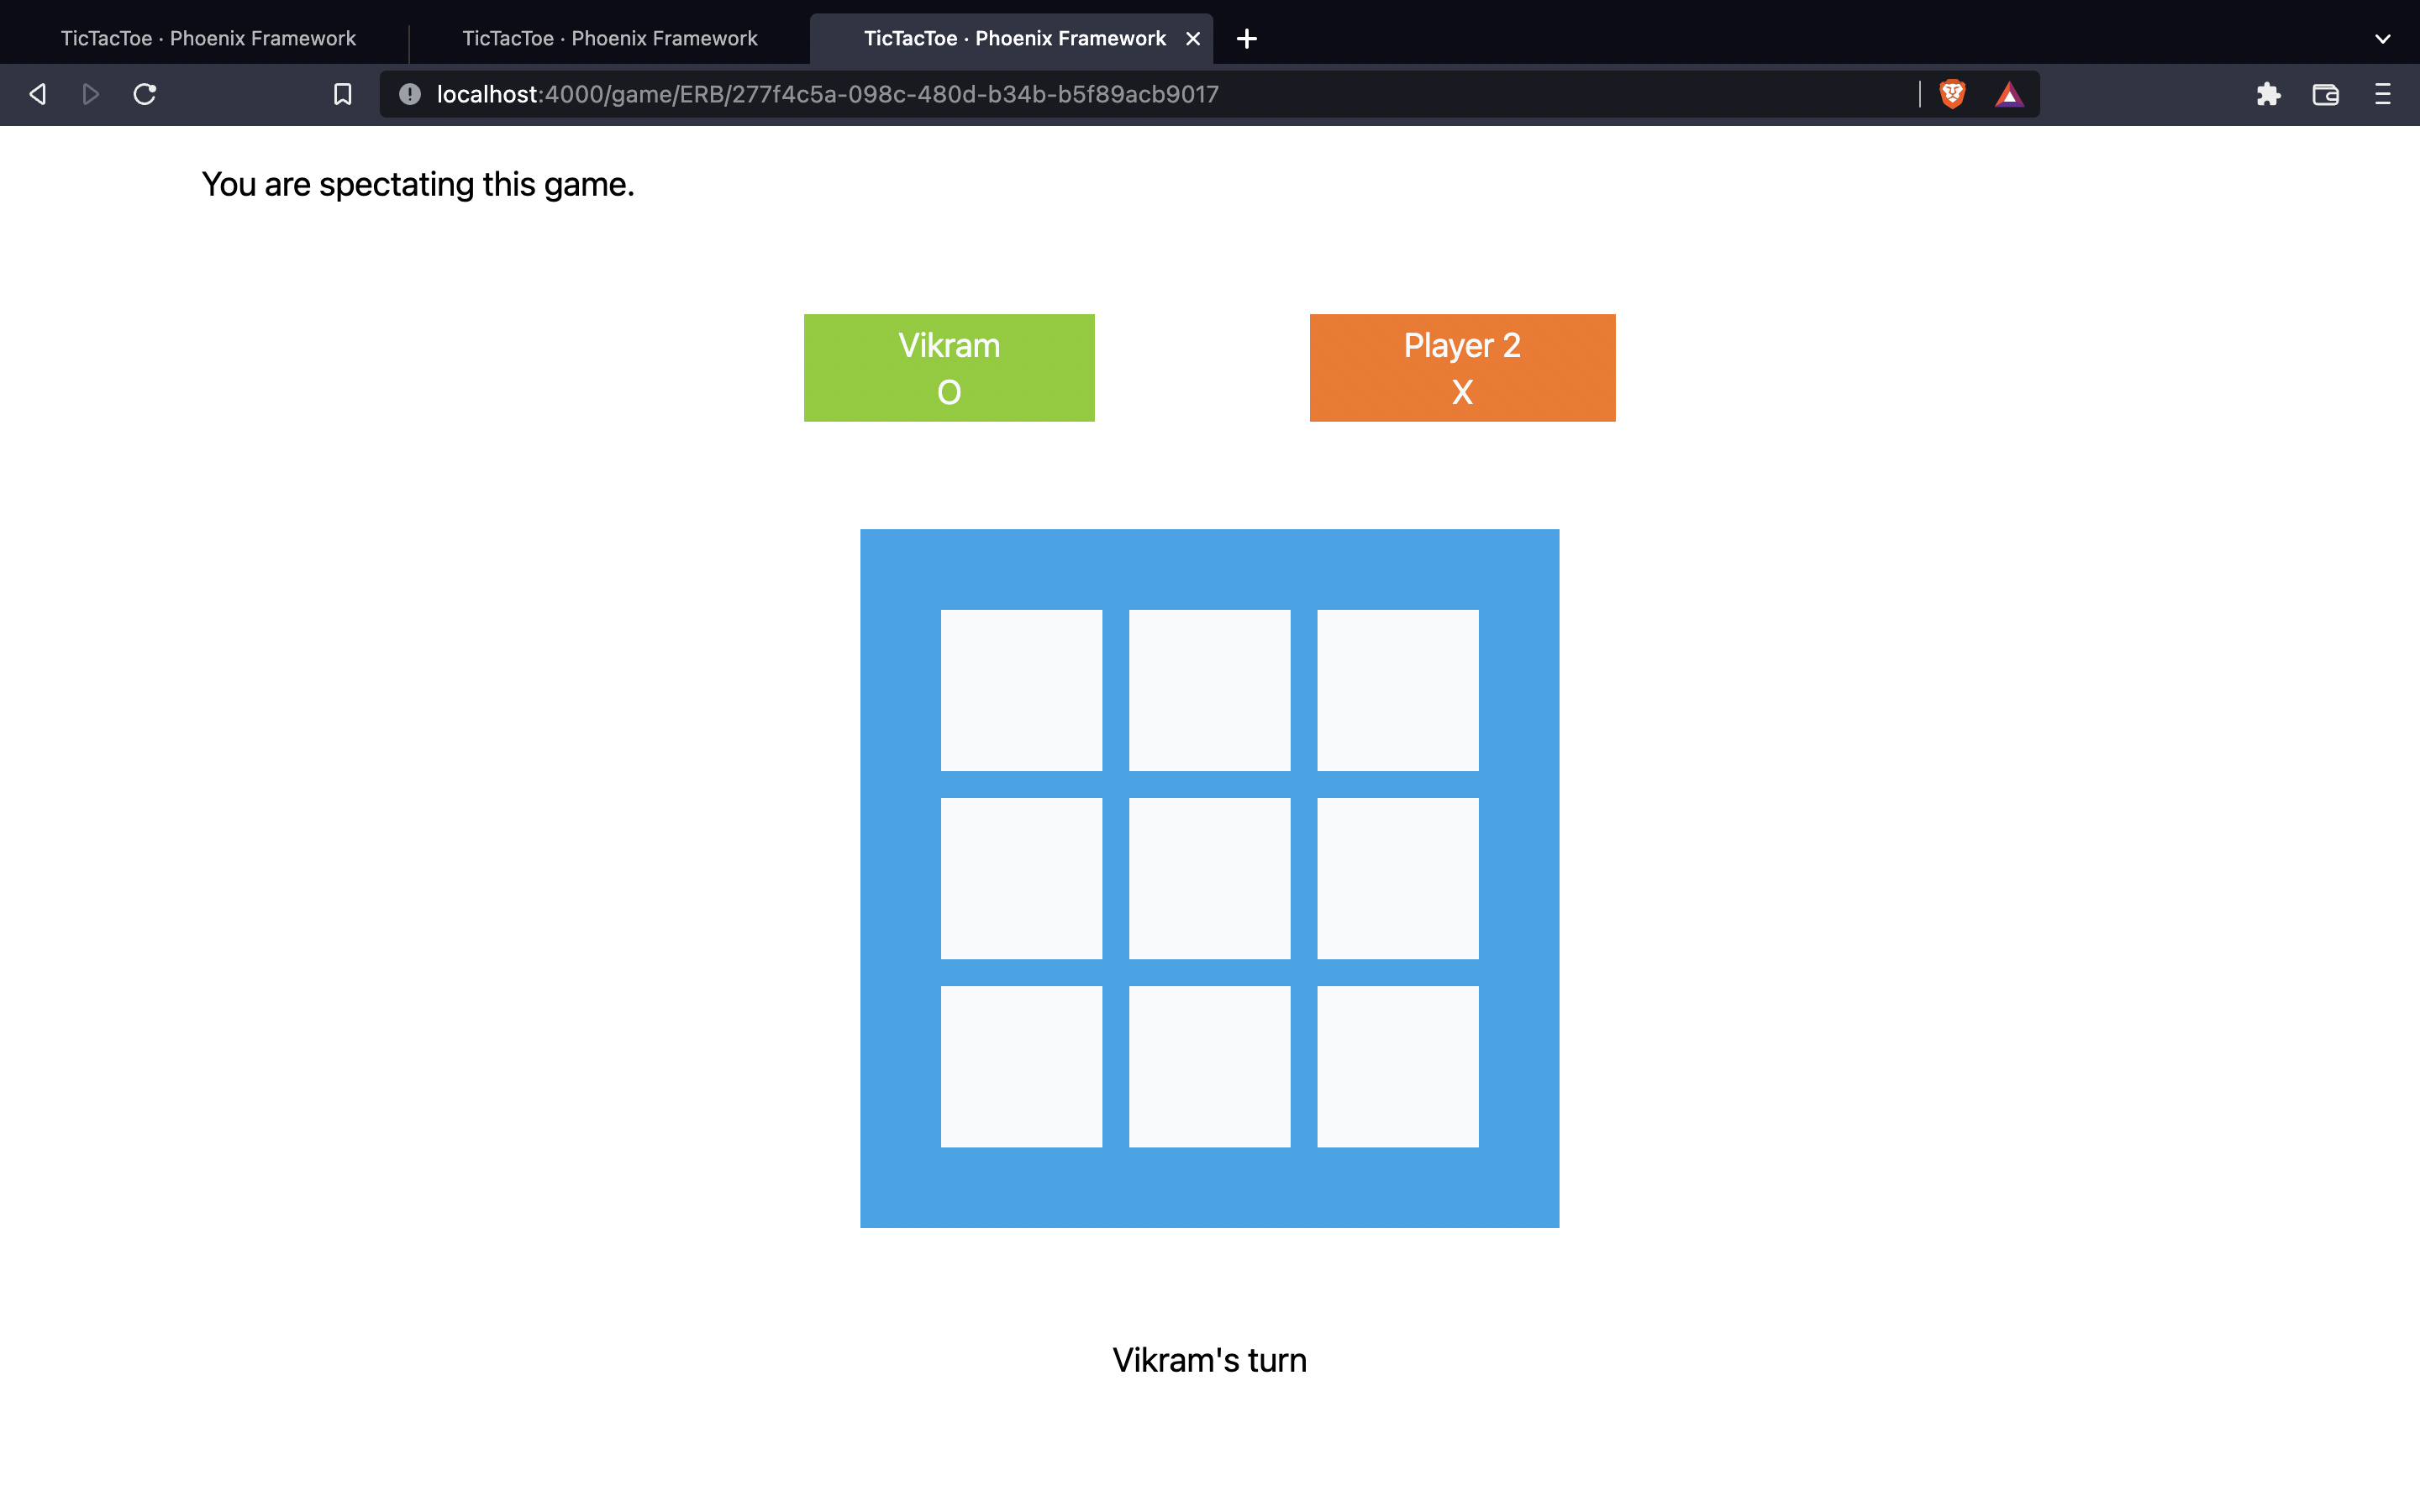 TicTacToe · Phoenix Framework
TicTacToe · Phoenix Framework
TicTacToe · Phoenix Framework
localhost:4000/game/ERB/277f4c5a-098c-480d-b34b-b5f89acb9017
You are spectating this game.
Vikram
O
Player 2
X
Vikram's turn